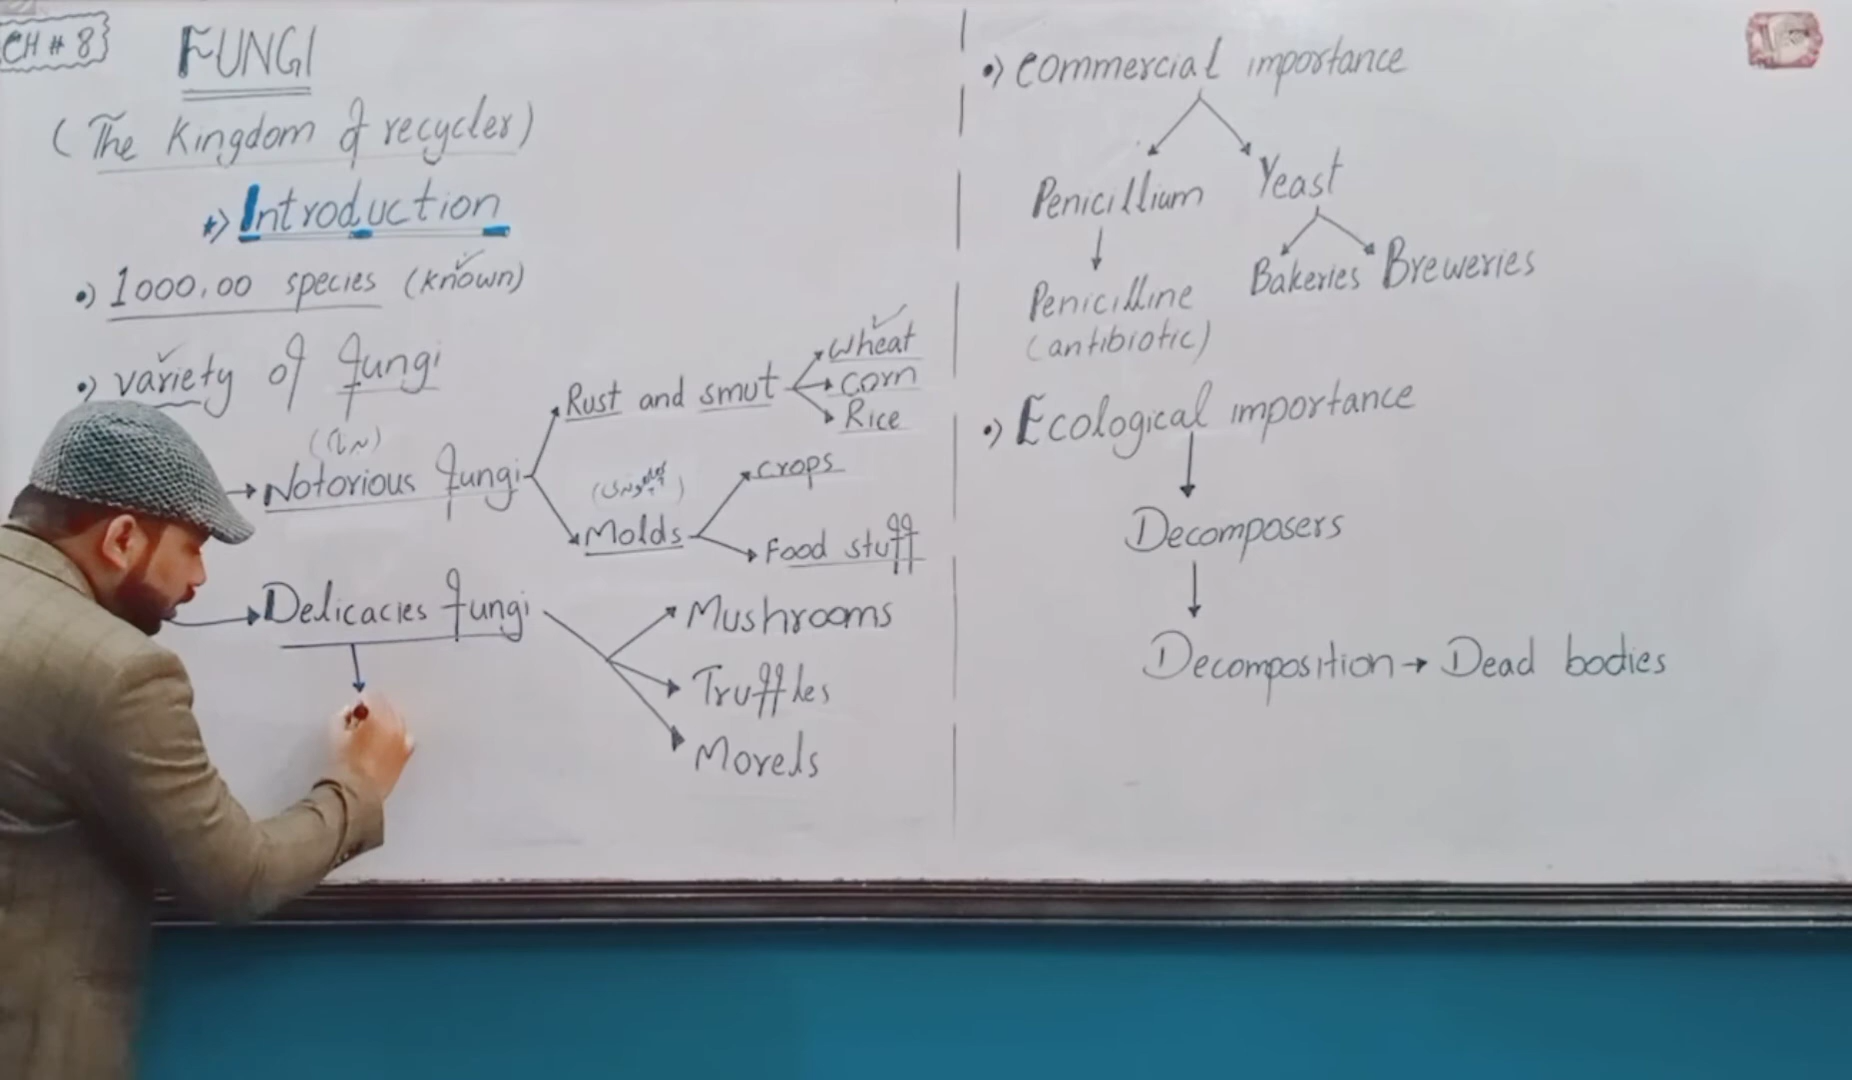 CH # 8
FUNGI
(The Kingdom of recycler)
*) Introduction
•) 1000,00 species (known)
•) variety of fungi
Notorious fungi
Rust and smut
Wheat
Corn
Rice
Molds
crops
Food stuff
Delicacies fungi
Mushrooms
Truffles
Morels
•) Commercial importance
Penicillium Yeast
Penicilline
(antibiotic)
Bakeries Breweries
•) Ecological importance
Decomposers
Decomposition → Dead bodies